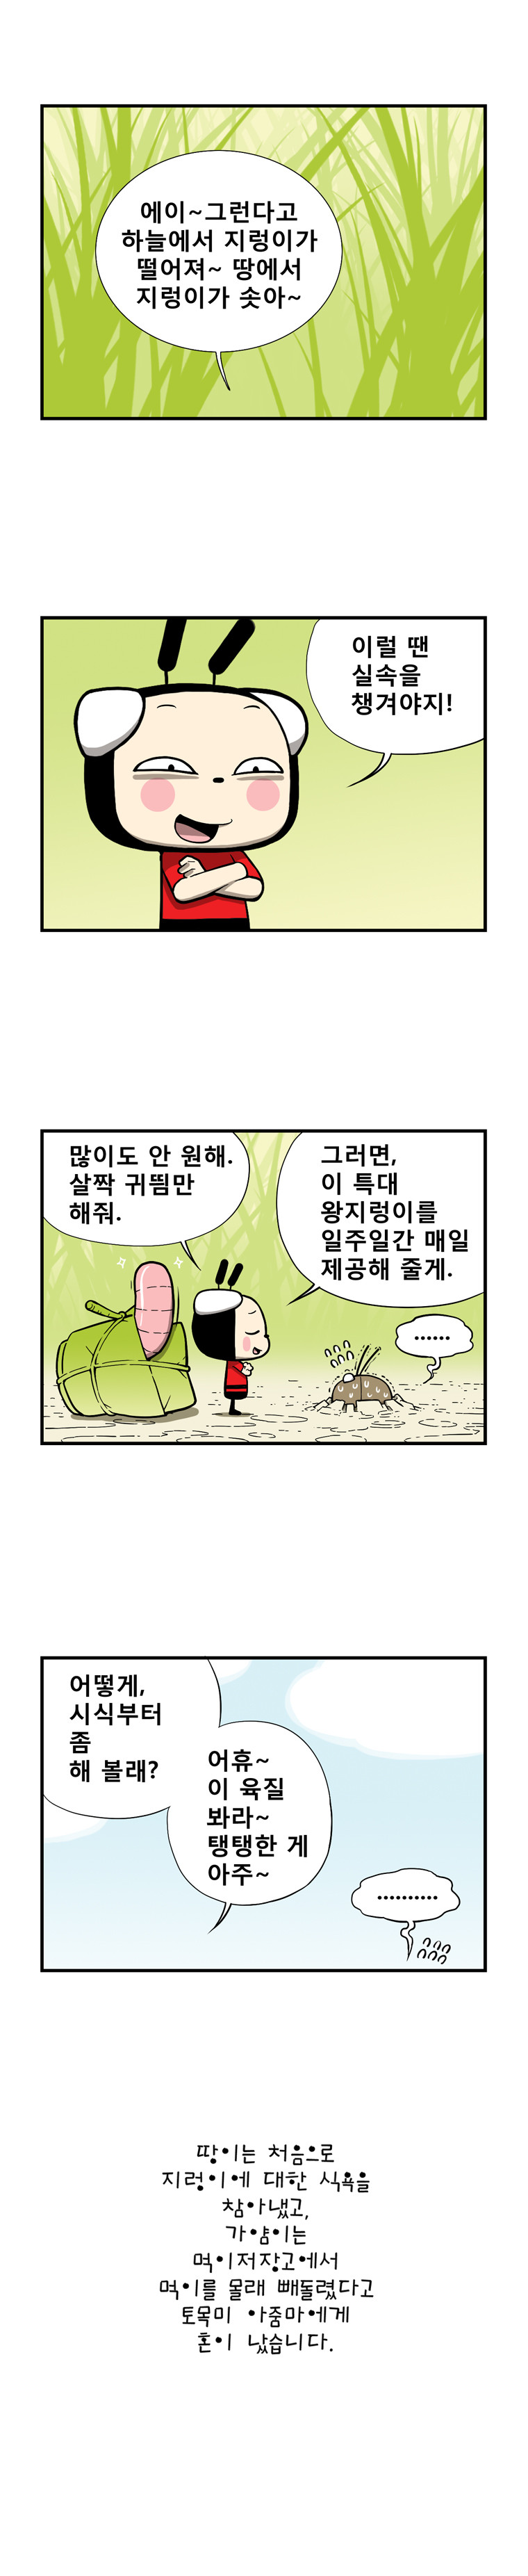 에이~그런다고
하늘에서 지렁이가
떨어져~ 땅에서
지렁이가 솟아~
이럴 땐
실속을
챙겨야지!
많이도 안 원해.
살짝 귀띔만
해줘.
그러면,
이 특대
왕지렁이를
일주일간 매일
제공해 줄게.
......
어떻게,
시식부터
좀
해 볼래?
어휴~
이 육질
봐라~
탱탱한 게
아주~
..........
땅이는 처음으로
지렁이에 대한 식욕을
참아냈고,
가얌이는
먹이저장고에서
먹이를 몰래 빼돌렸다고
토목미 아줌마에게
혼이 났습니다.